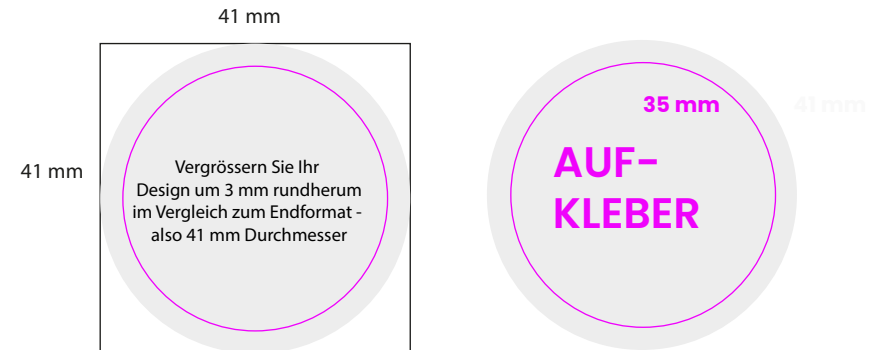 41 mm
41 mm
Vergrössern Sie Ihr
Design um 3 mm rundherum
im Vergleich zum Endformat -
also 41 mm Durchmesser
35 mm
41 mm
AUF-
KLEBER